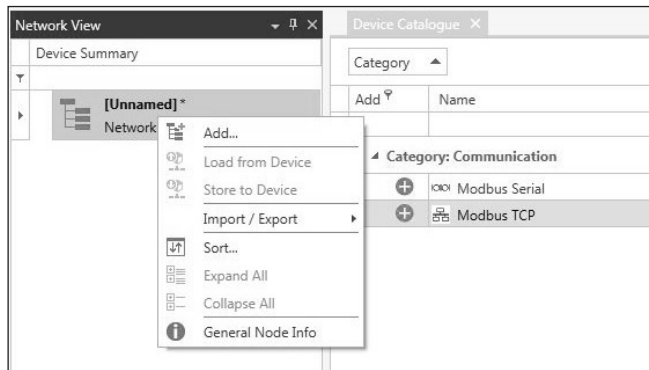 Network View
Device Summary
[Unnamed]*
Network
Add...
Load from Device
Store to Device
Import / Export
Sort...
Expand All
Collapse All
General Node Info
Device Catalogue
Category
Add Name
Category: Communication
Modbus Serial
Modbus TCP